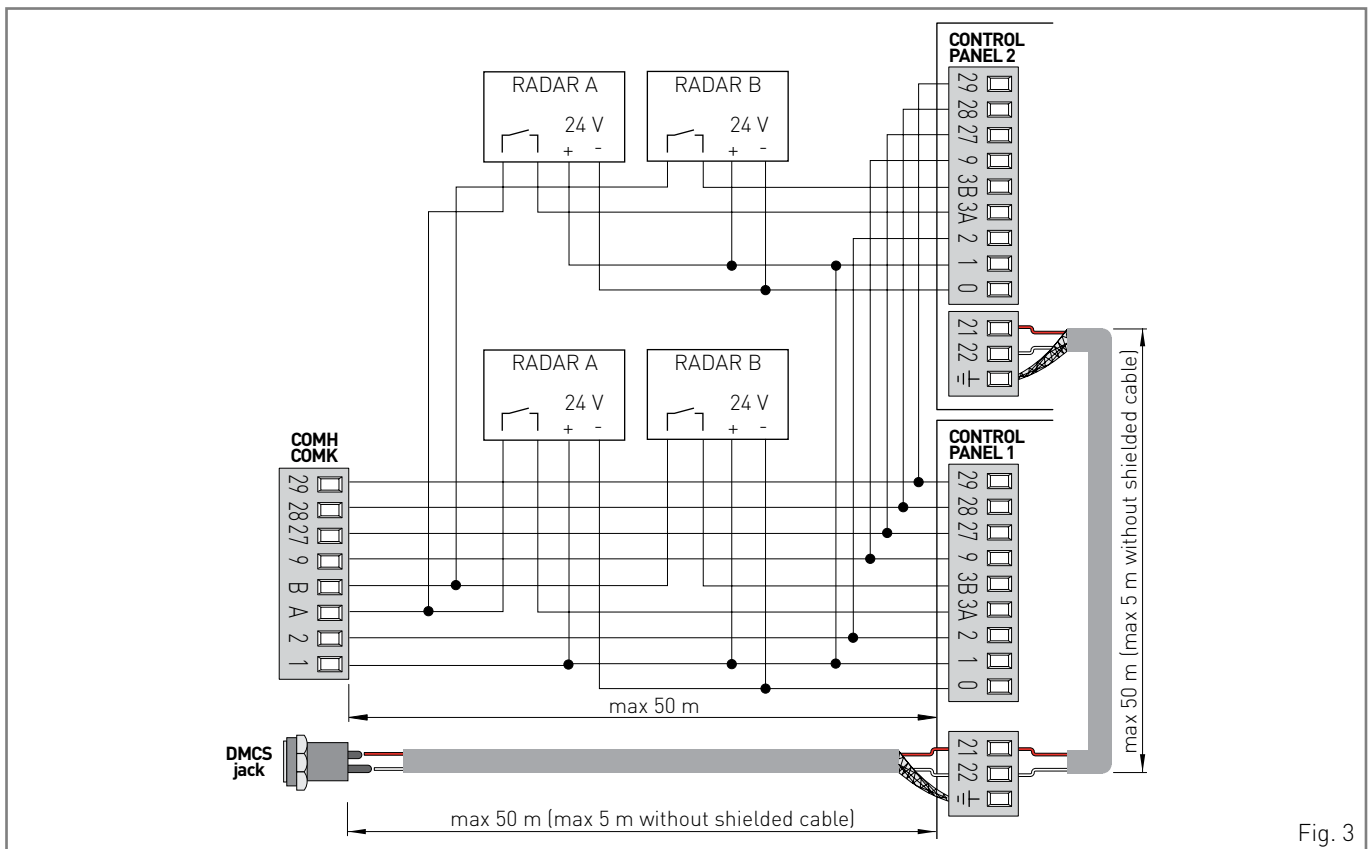 CONTROL
PANEL 2
29
28
27
9
3B
3A
2
1
0
21
22
RADAR A
24 V
+ -
RADAR B
24 V
+ -
RADAR A
24 V
+ -
RADAR B
24 V
+ -
COMH
COMK
29
28
27
9
B
A
2
1
CONTROL
PANEL 1
29
28
27
9
3B
3A
2
1
0
21
22
max 50 m
max 50 m (max 5 m without shielded cable)
DMCS
jack
max 50 m (max 5 m without shielded cable)
Fig. 3